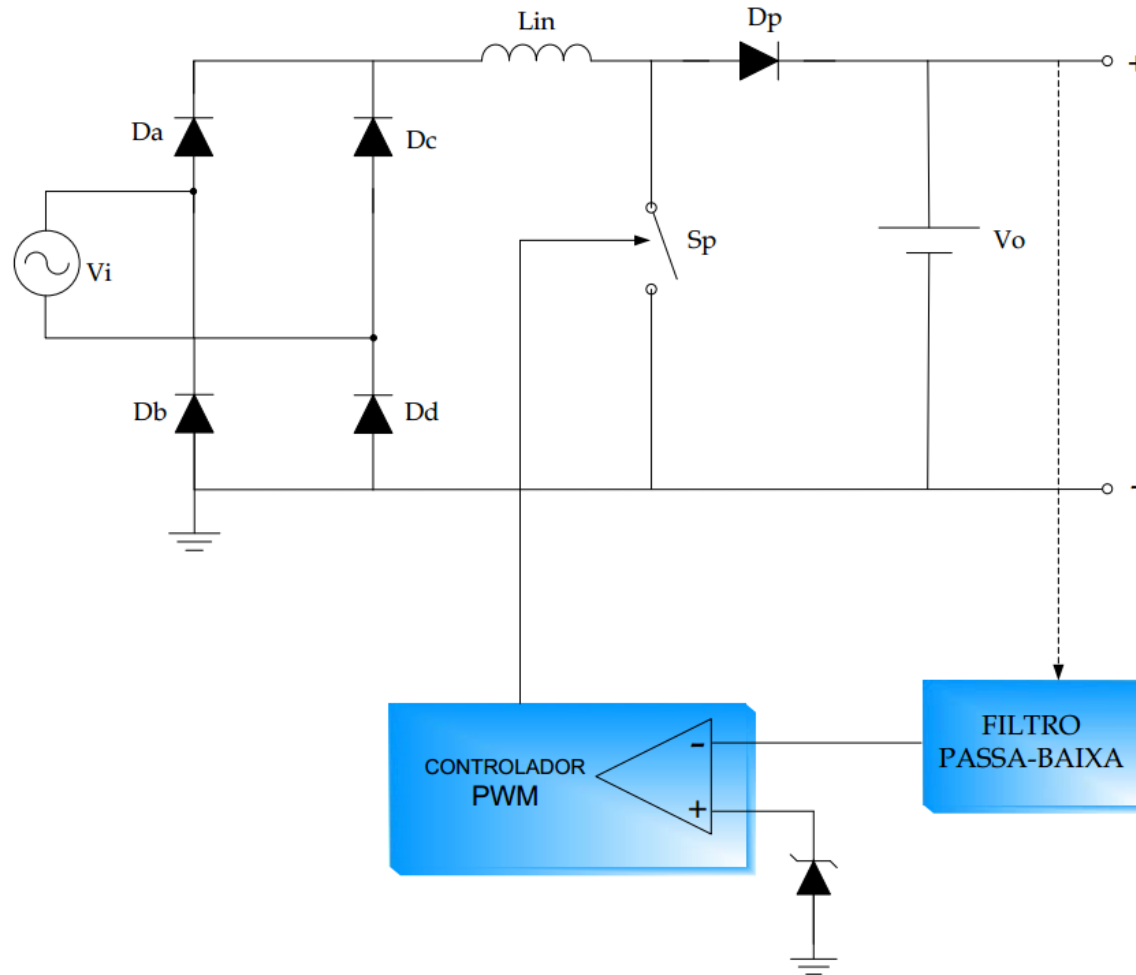 Lin
Dp
+
Da
Dc
Vi
Sp
Vo
Db
Dd
-
FILTRO
PASSA-BAIXA
CONTROLADOR
PWM
-
+